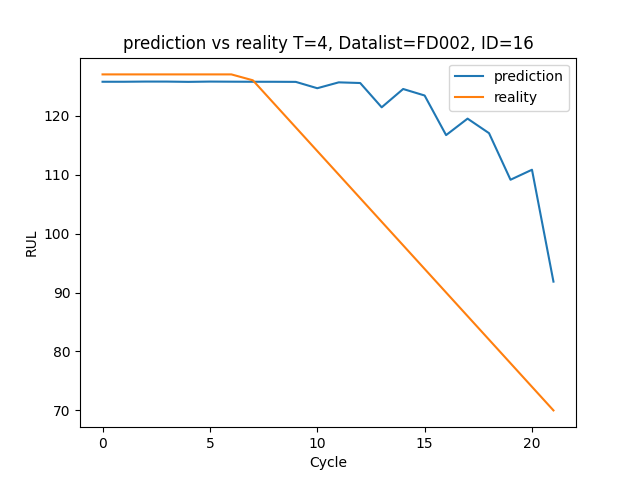 prediction vs reality T=4, Datalist=FD002, ID=16
prediction
reality
RUL
120
110
100
90
80
70
0 5 10 15 20
Cycle